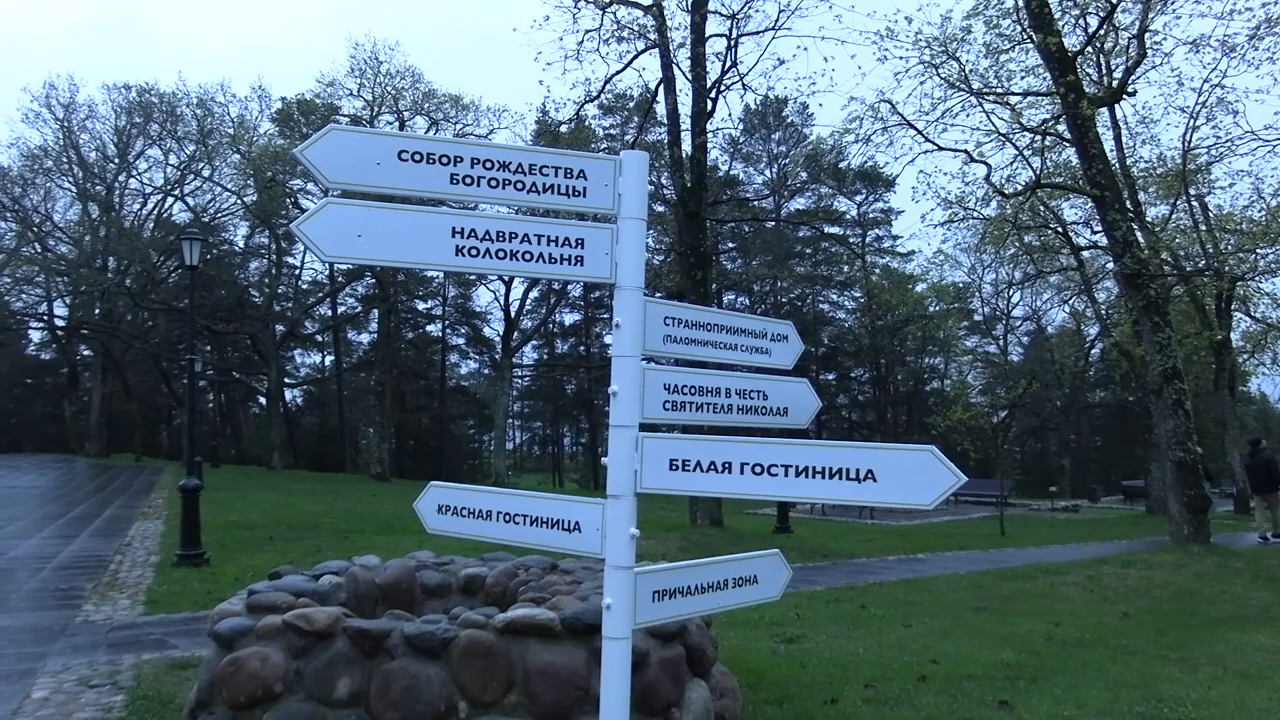 СОБОР РОЖДЕСТВА
БОГОРОДИЦЫ
НАДВРАТНАЯ
КОЛОКОЛЬНЯ
СТРАННОПРИИМНЫЙ ДОМ
(ПАЛОМНИЧЕСКАЯ СЛУЖБА)
ЧАСОВНЯ В ЧЕСТЬ
СВЯТИТЕЛЯ НИКОЛАЯ
БЕЛАЯ ГОСТИНИЦА
КРАСНАЯ ГОСТИНИЦА
ПРИЧАЛЬНАЯ ЗОНА